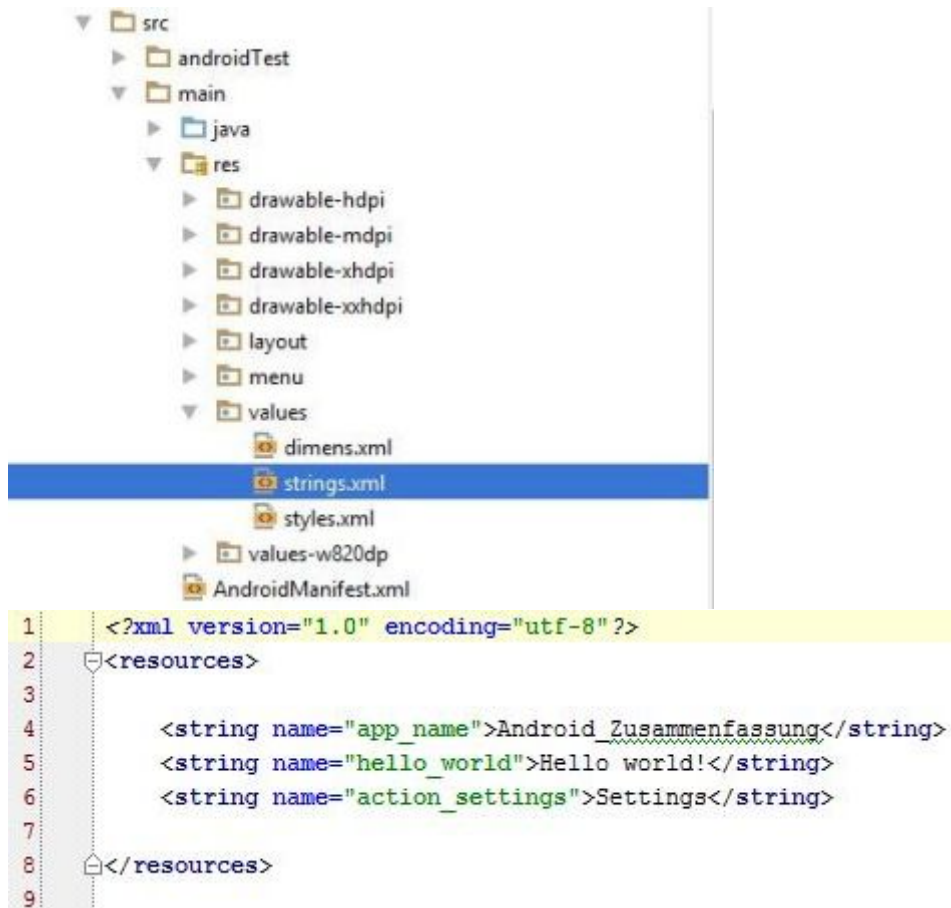 src
androidTest
main
java
res
drawable-hdpi
drawable-mdpi
drawable-xhdpi
drawable-xxhdpi
layout
menu
values
dimens.xml
strings.xml
styles.xml
values-w820dp
AndroidManifest.xml
1 <?xml version="1.0" encoding="utf-8"?>
2 <resources>
3
4 <string name="app_name">Android_Zusammenfassung</string>
5 <string name="hello_world">Hello world!</string>
6 <string name="action_settings">Settings</string>
7
8 </resources>
9